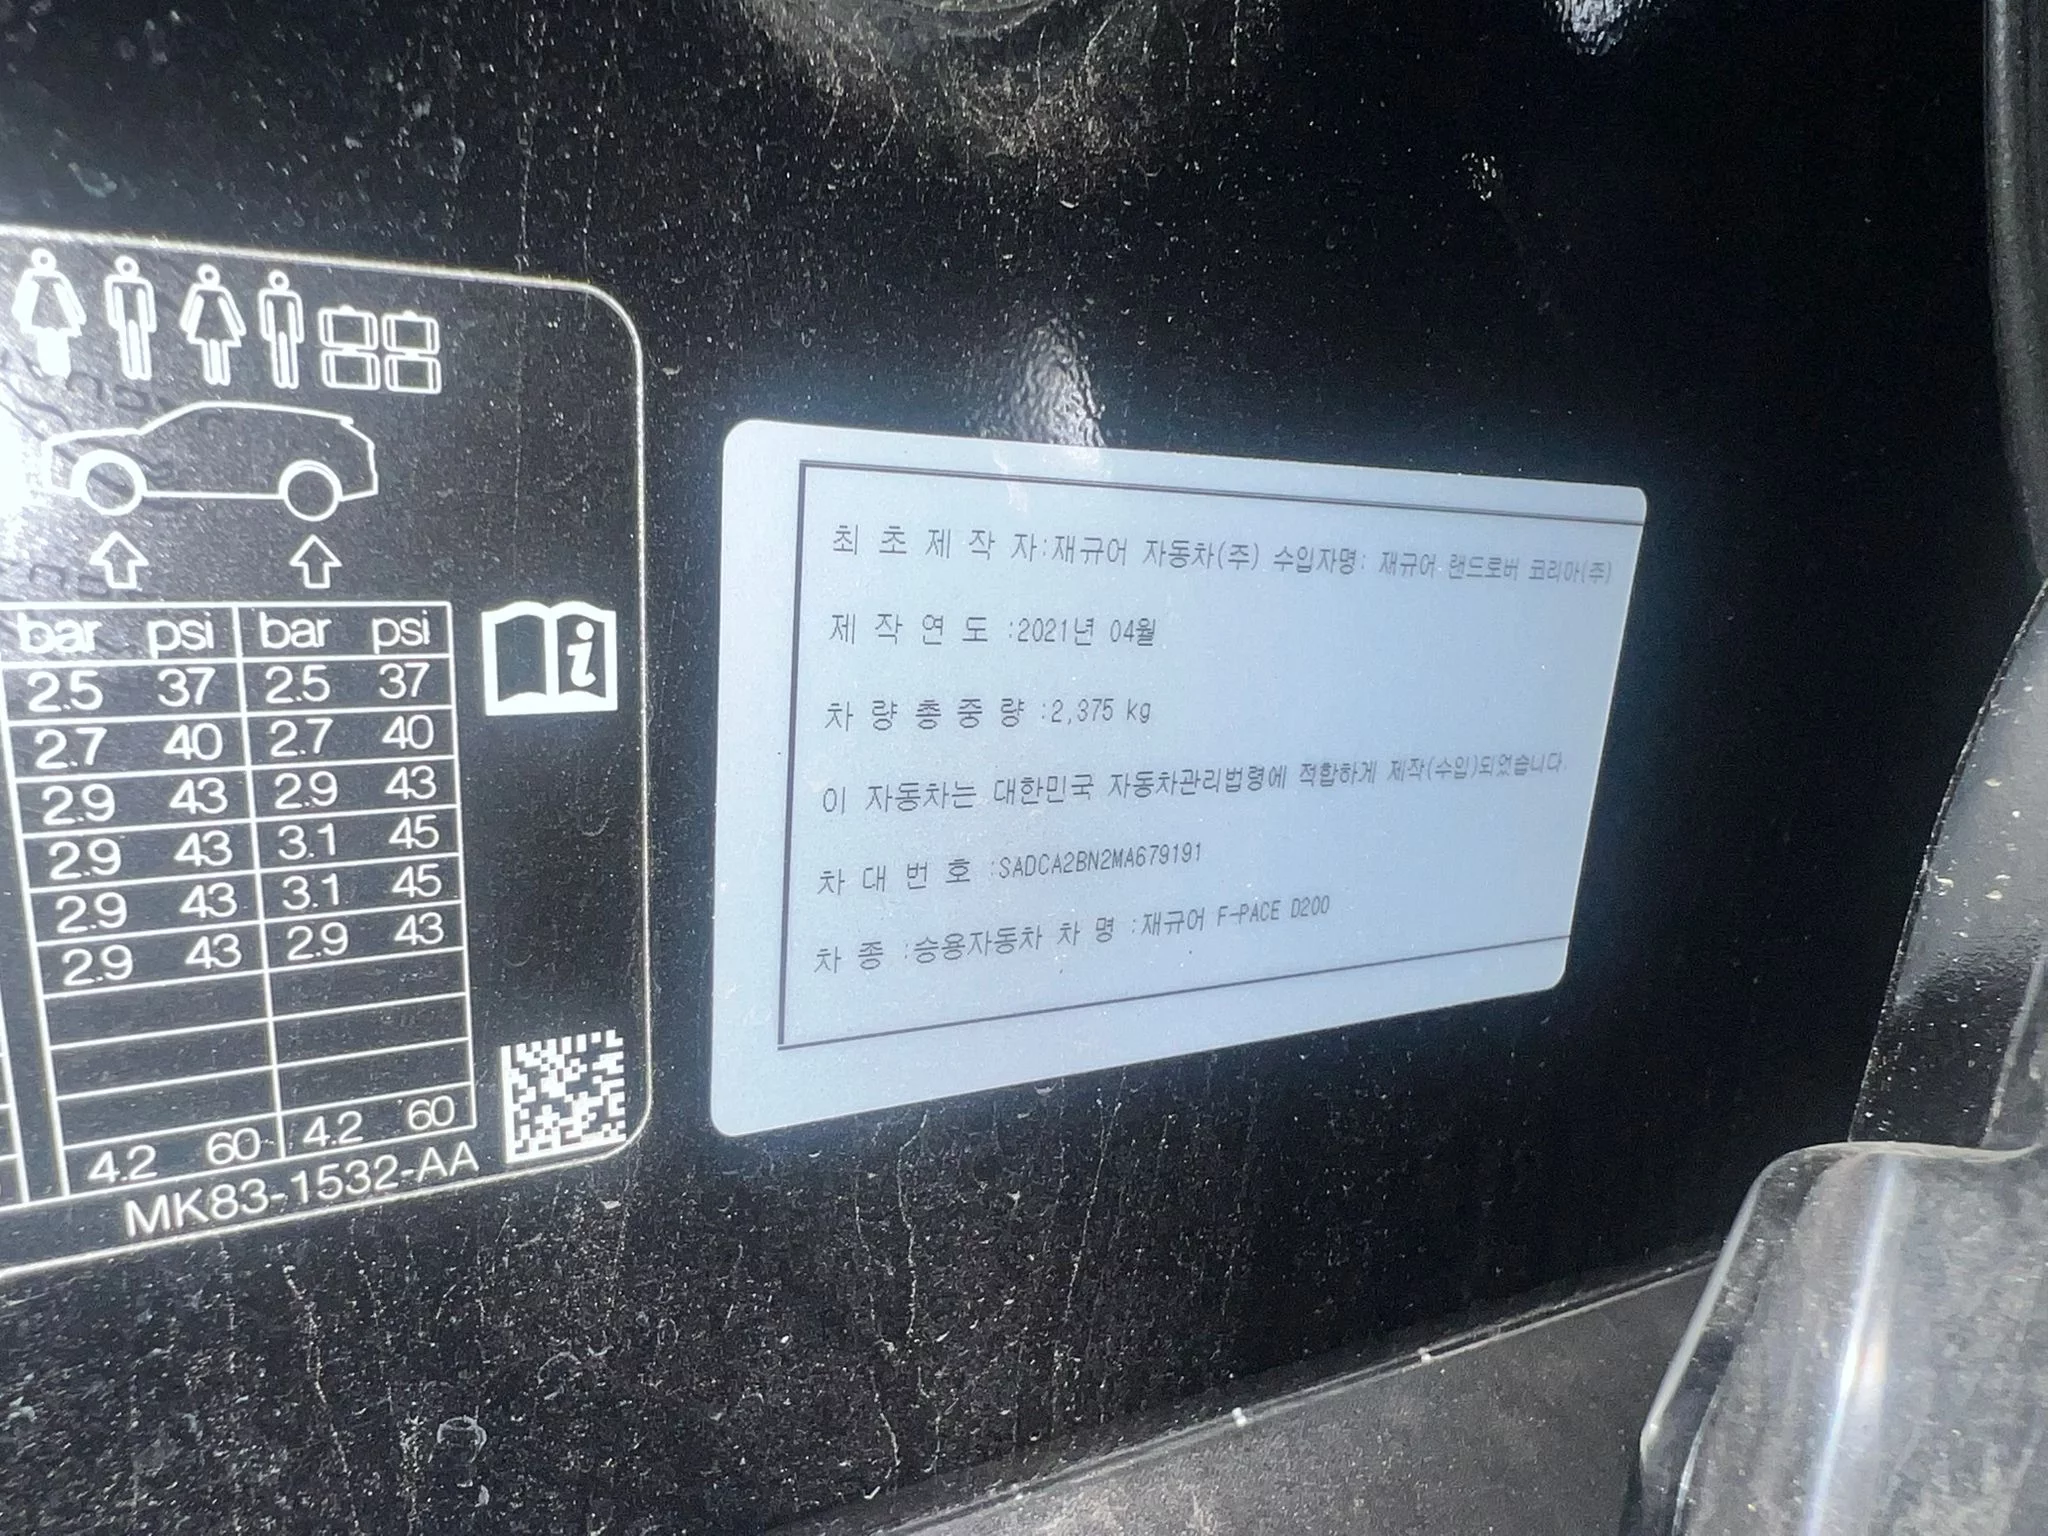 bar psi bar psi
2.5 37 2.5 37
2.7 40 2.7 40
2.9 43 2.9 43
2.9 43 3.1 45
2.9 43 3.1 45
2.9 43 2.9 43
4.2 60 4.2 60
MK83-1532-AA
최 초 제 작 자:재규어 자동차(주) 수입자명: 재규어 랜드로버 코리아(주)
제 작 연 도 :2021년 04월
차 량 총 중 량 :2,375 kg
이 자동차는 대한민국 자동차관리법령에 적합하게 제작(수입)되었습니다.
차 대 번 호 :SADCA2BN2MA679191
차 종 :승용자동차 차 명 :재규어 F-PACE D200